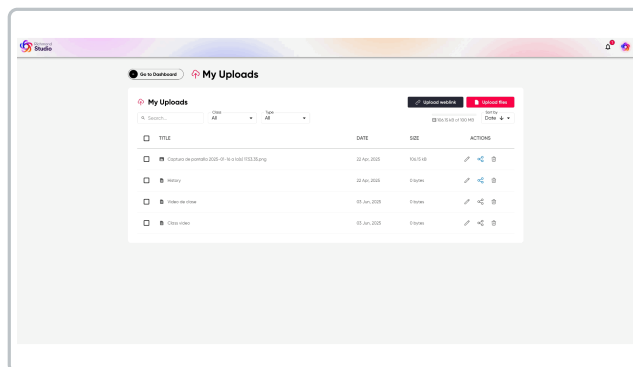 Studio
Go to Dashboard
My Uploads
My Uploads
Upload weblink
Upload files
Search...
Class
All
Type
All
106.15 kB of 100 MB
Sort by
Date
TITLE DATE SIZE ACTIONS
Captura de pantalla 2025-01-16 a la(s) 11.53.35.png 22 Apr, 2025 106.15 kB
History 22 Apr, 2025 0 bytes
Video de clase 03 Jun, 2025 0 bytes
Class video 03 Jun, 2025 0 bytes